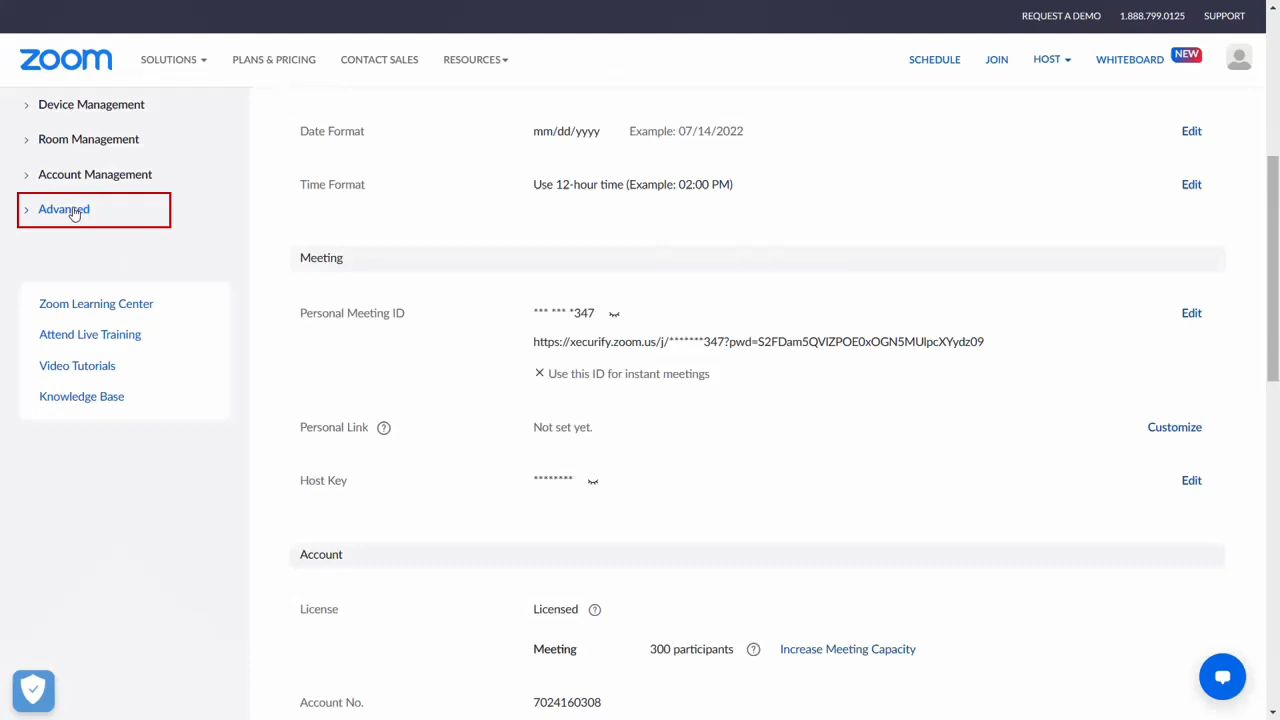 REQUEST A DEMO 1.888.799.0125 SUPPORT
zoom SOLUTIONS PLANS & PRICING CONTACT SALES RESOURCES SCHEDULE JOIN HOST WHITEBOARD NEW
Device Management
Room Management
Account Management
Advanced
Zoom Learning Center
Attend Live Training
Video Tutorials
Knowledge Base
Date Format mm/dd/yyyy Example: 07/14/2022 Edit
Time Format Use 12-hour time (Example: 02:00 PM) Edit
Meeting
Personal Meeting ID *** *** *347 Edit
https://xecurify.zoom.us/j/*******347?pwd=S2FDam5QVlZPOE0xOGN5MUlpcXYydz09
× Use this ID for instant meetings
Personal Link ? Not set yet. Customize
Host Key ******** Edit
Account
License Licensed ?
Meeting 300 participants ? Increase Meeting Capacity
Account No. 7024160308